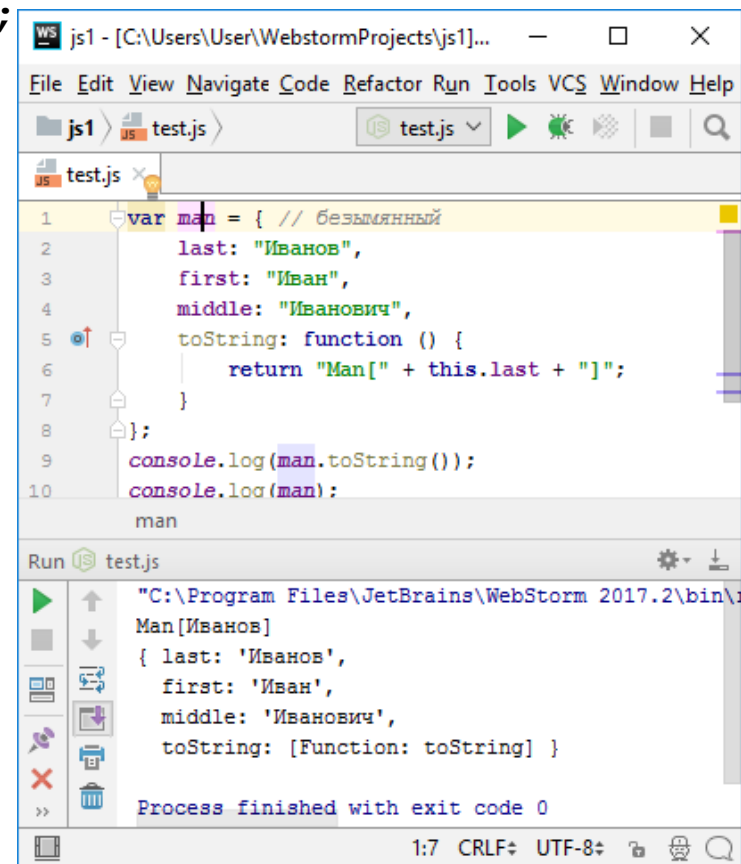 й
WS js1 - [C:\Users\User\WebstormProjects\js1]...
File Edit View Navigate Code Refactor Run Tools VCS Window Help
js1 test.js test.js
test.js
1 var man = { // безымянный
2 last: "Иванов",
3 first: "Иван",
4 middle: "Иванович",
5 toString: function () {
6 return "Man[" + this.last + "]";
7 }
8 };
9 console.log(man.toString());
10 console.log(man);
man
Run test.js
"C:\Program Files\JetBrains\WebStorm 2017.2\bin\
Man[Иванов]
{ last: 'Иванов',
first: 'Иван',
middle: 'Иванович',
toString: [Function: toString] }
Process finished with exit code 0
1:7 CRLF UTF-8